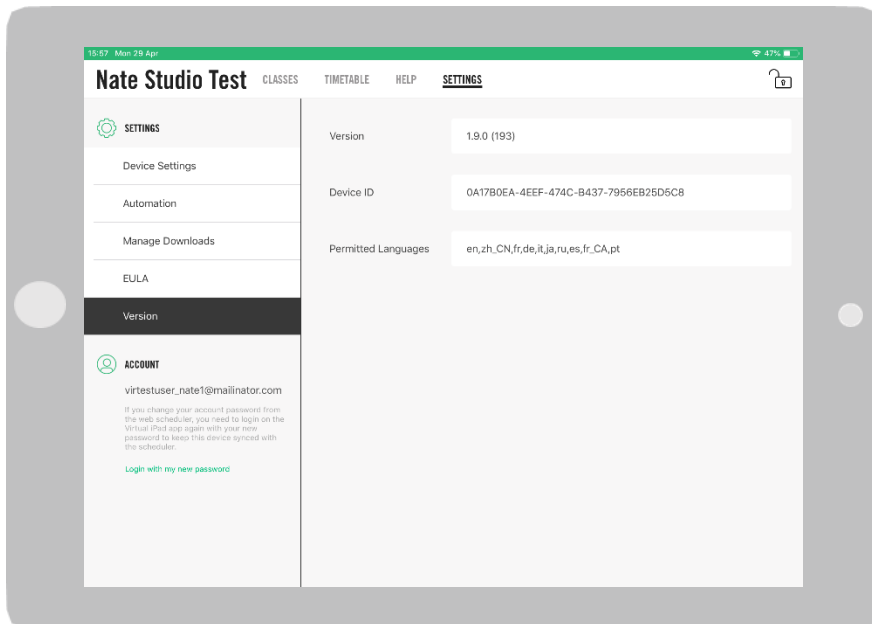 15:57 Mon 29 Apr
47%
Nate Studio Test CLASSES TIMETABLE HELP SETTINGS
SETTINGS
Device Settings
Automation
Manage Downloads
EULA
Version
ACCOUNT
virtestuser_nate1@mailinator.com
If you change your account password from
the web scheduler, you need to login on the
Virtual iPad app again with your new
password to keep this device synced with
the scheduler.
Login with my new password
Version 1.9.0 (193)
Device ID 0A17B0EA-4EEF-474C-B437-7956EB25D5C8
Permitted Languages en,zh_CN,fr,de,it,ja,ru,es,fr_CA,pt